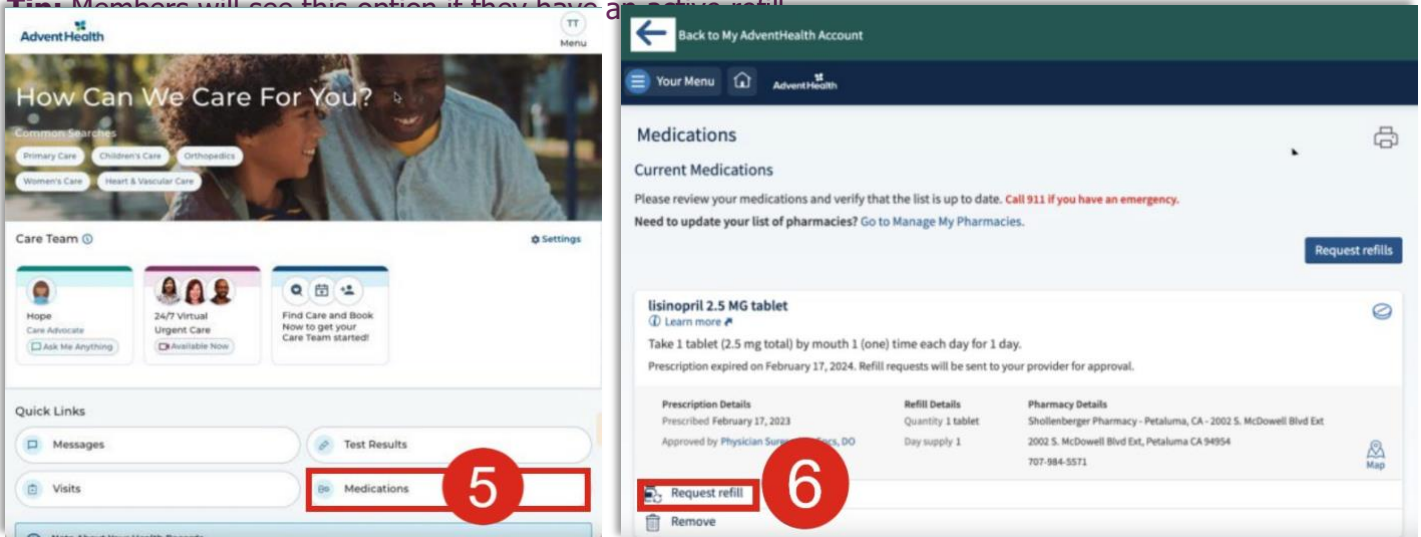 Tip: Members will see this option if they have an active refill
AdventHealth
TT
Menu
How Can We Care For You?
Common Searches
Primary Care
Children's Care
Orthopedics
Women's Care
Heart & Vascular Care
Care Team
Settings
Hope
Care Advocate
Ask Me Anything
24/7 Virtual
Urgent Care
Available Now
Find Care and Book
Now to get your
Care Team started!
Quick Links
Messages
Test Results
Visits
Medications
5
Note About Your Health Records
Back to My AdventHealth Account
Your Menu
AdventHealth
Medications
Current Medications
Please review your medications and verify that the list is up to date. Call 911 if you have an emergency.
Need to update your list of pharmacies? Go to Manage My Pharmacies.
Request refills
lisinopril 2.5 MG tablet
Learn more
Take 1 tablet (2.5 mg total) by mouth 1 (one) time each day for 1 day.
Prescription expired on February 17, 2024. Refill requests will be sent to your provider for approval.
Prescription Details
Prescribed February 17, 2023
Approved by Physician DO
Refill Details
Quantity 1 tablet
Day supply 1
Pharmacy Details
Shollenberger Pharmacy - Petaluma, CA - 2002 S. McDowell Blvd Ext
2002 S. McDowell Blvd Ext, Petaluma CA 94954
707-984-5571
Map
Request refill
6
Remove